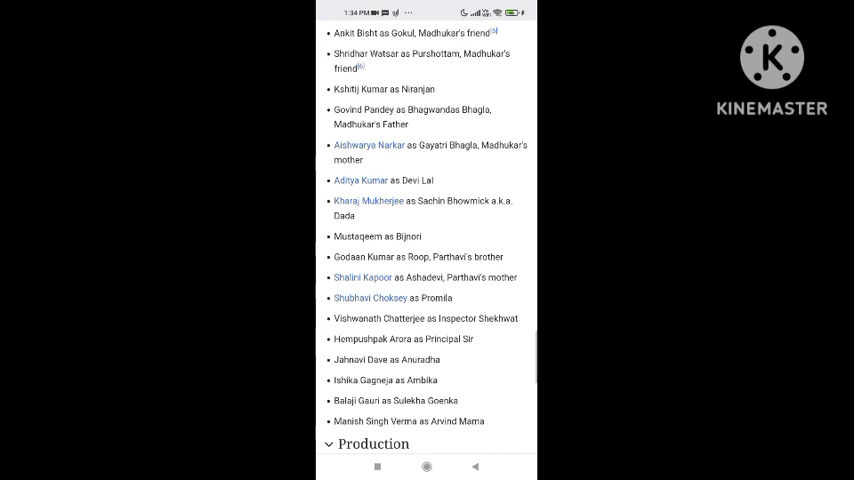 1:34 PM
• Ankit Bisht as Gokul, Madhukar's friend[5]
• Shridhar Watsar as Purshottam, Madhukar's
friend[6]
• Kshitij Kumar as Niranjan
• Govind Pandey as Bhagwandas Bhagla,
Madhukar's Father
• Aishwarya Narkar as Gayatri Bhagla, Madhukar's
mother
• Aditya Kumar as Devi Lal
• Kharaj Mukherjee as Sachin Bhowmick a.k.a.
Dada
• Mustaqeem as Bijnori
• Godaan Kumar as Roop, Parthavi's brother
• Shalini Kapoor as Ashadevi, Parthavi's mother
• Shubhavi Choksey as Promila
• Vishwanath Chatterjee as Inspector Shekhwat
• Hempushpak Arora as Principal Sir
• Jahnavi Dave as Anuradha
• Ishika Gagneja as Ambika
• Balaji Gauri as Sulekha Goenka
• Manish Singh Verma as Arvind Mama
Production
K
KINEMASTER